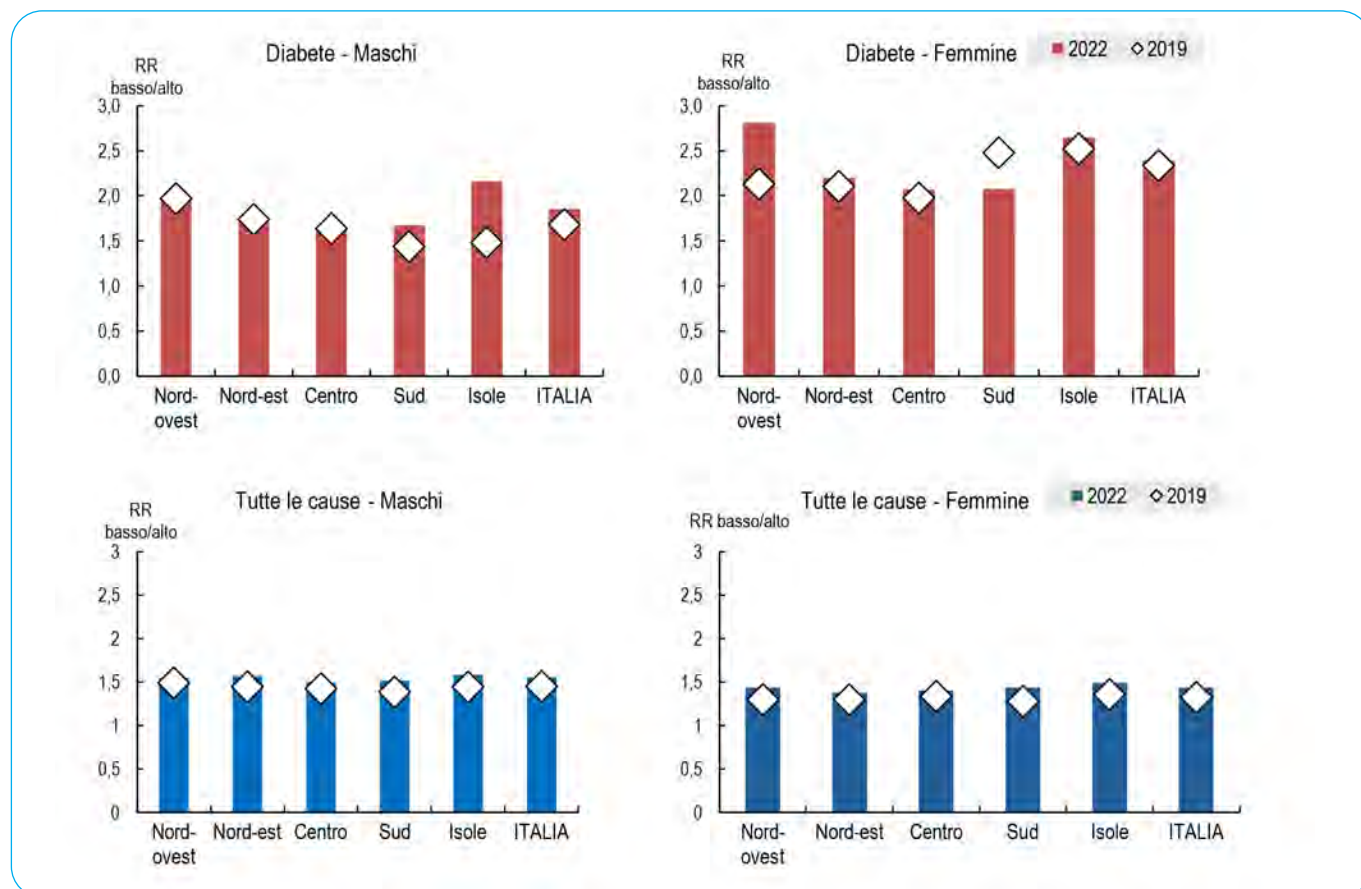 Diabete - Maschi
RR
basso/alto
3,0
2,5
2,0
1,5
1,0
0,5
0,0
Nord-
ovest
Nord-est
Centro
Sud
Isole
ITALIA
Diabete - Femmine
2022
2019
RR
basso/alto
3,0
2,5
2,0
1,5
1,0
0,5
0,0
Nord-
ovest
Nord-est
Centro
Sud
Isole
ITALIA
Tutte le cause - Maschi
RR
basso/alto
3
2,5
2
1,5
1
0,5
0
Nord-
ovest
Nord-est
Centro
Sud
Isole
ITALIA
Tutte le cause - Femmine
2022
2019
RR basso/alto
3
2,5
2
1,5
1
0,5
0
Nord-
ovest
Nord-est
Centro
Sud
Isole
ITALIA